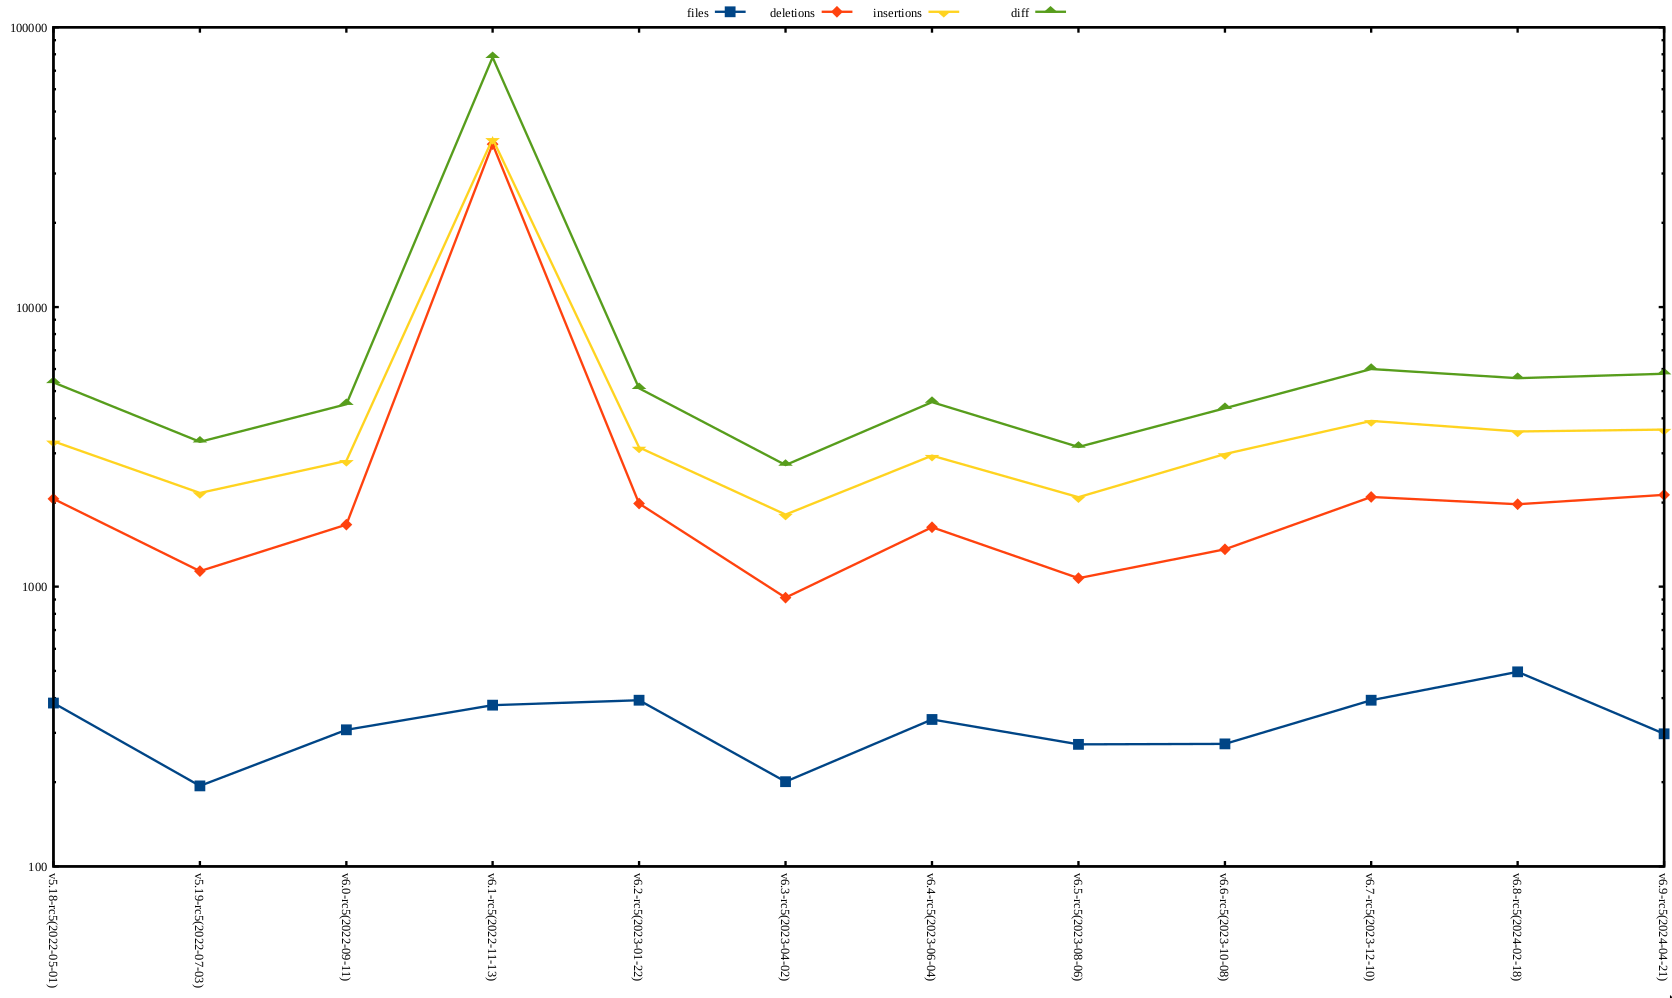 files deletions insertions diff
100000
10000
1000
100
v5.18-rc5(2022-05-01)
v5.19-rc5(2022-07-03)
v6.0-rc5(2022-09-11)
v6.1-rc5(2022-11-13)
v6.2-rc5(2023-01-22)
v6.3-rc5(2023-04-02)
v6.4-rc5(2023-06-04)
v6.5-rc5(2023-08-06)
v6.6-rc5(2023-10-08)
v6.7-rc5(2023-12-10)
v6.8-rc5(2024-02-18)
v6.9-rc5(2024-04-21)